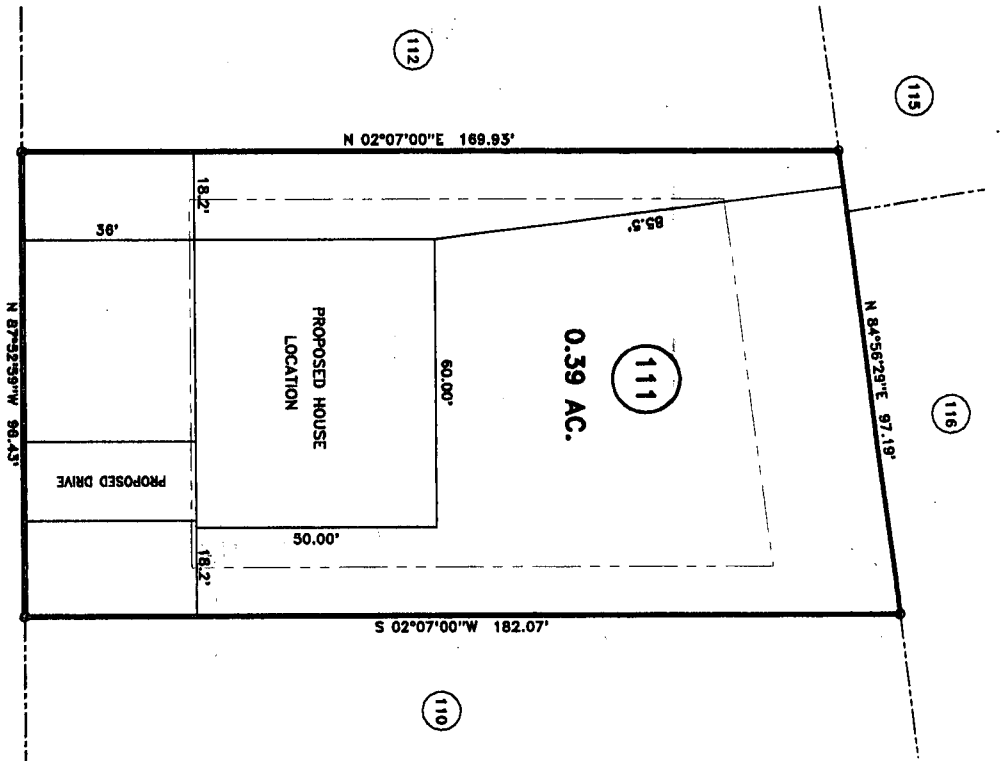 112
115
N 02°07'00"E 169.93'
18.2'
36'
85.5'
N 84°56'29"E 97.19'
116
111
0.39 AC.
PROPOSED HOUSE
LOCATION
60.00'
N 87°52'59"W 96.43'
PROPOSED DRIVE
50.00'
18.2'
S 02°07'00"W 182.07'
110